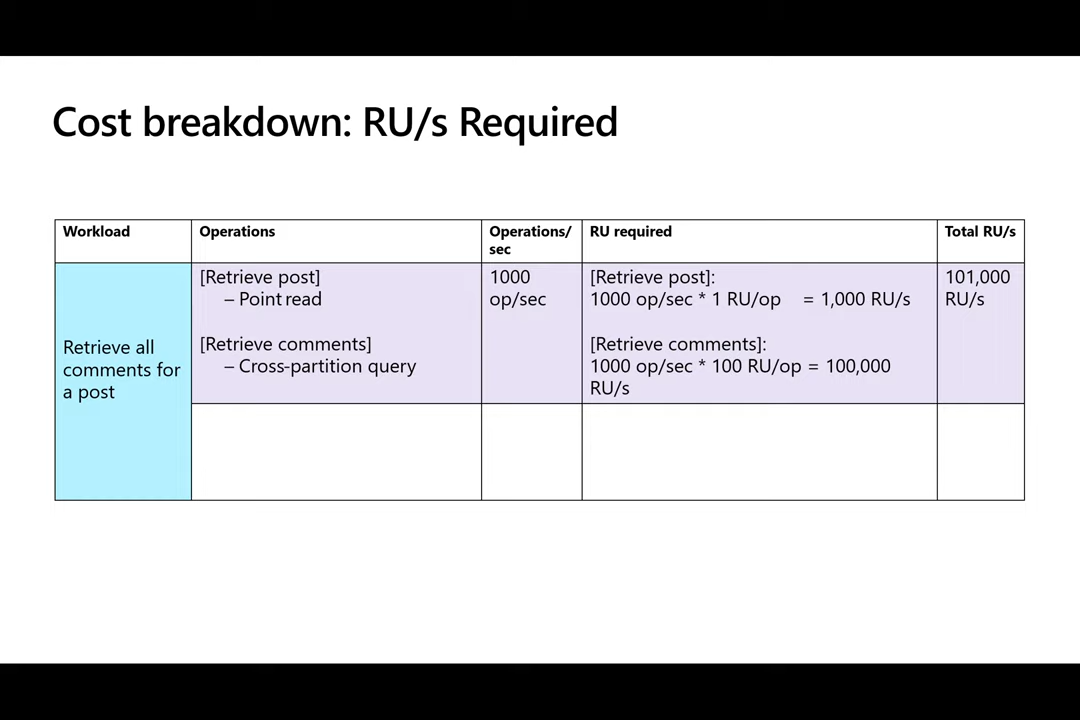 Cost breakdown: RU/s Required
Workload
Operations
Operations/
sec
RU required
Total RU/s
Retrieve all
comments for
a post
[Retrieve post]
– Point read
[Retrieve comments]
– Cross-partition query
1000
op/sec
[Retrieve post]:
1000 op/sec * 1 RU/op = 1,000 RU/s
[Retrieve comments]:
1000 op/sec * 100 RU/op = 100,000
RU/s
101,000
RU/s